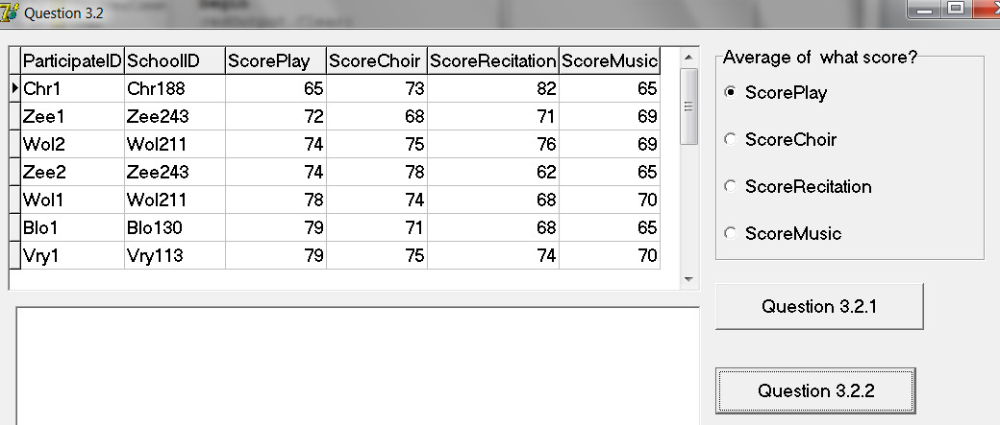 Question 3.2
begin
redOutput.Clear;
ParticipateID SchoolID ScorePlay ScoreChoir ScoreRecitation ScoreMusic
Chr1 Chr188 65 73 82 65
Zee1 Zee243 72 68 71 69
Wol2 Wol211 74 75 76 69
Zee2 Zee243 74 78 62 65
Wol1 Wol211 78 74 68 70
Blo1 Blo130 79 71 68 65
Vry1 Vry113 79 75 74 70
Average of what score?
ScorePlay
ScoreChoir
ScoreRecitation
ScoreMusic
Question 3.2.1
Question 3.2.2